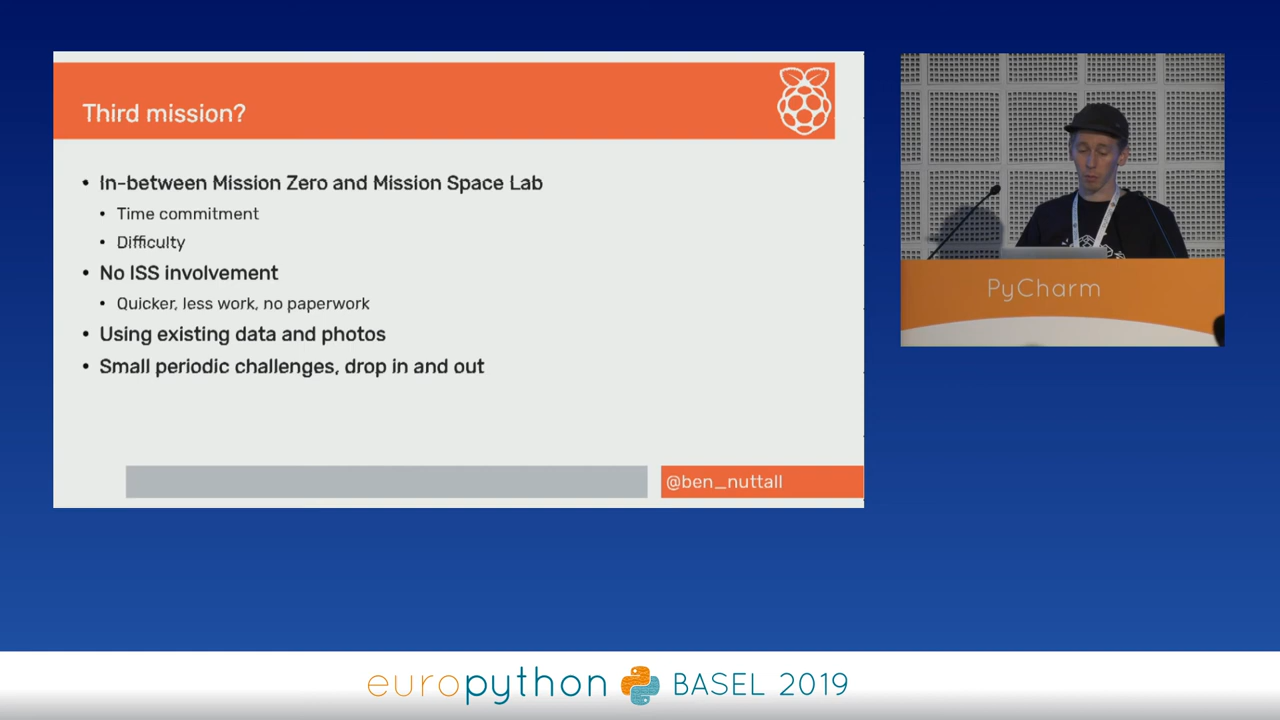 Third mission?
• In-between Mission Zero and Mission Space Lab
• Time commitment
• Difficulty
• No ISS involvement
• Quicker, less work, no paperwork
• Using existing data and photos
• Small periodic challenges, drop in and out
@ben_nuttall
PyCharm
europython BASEL 2019